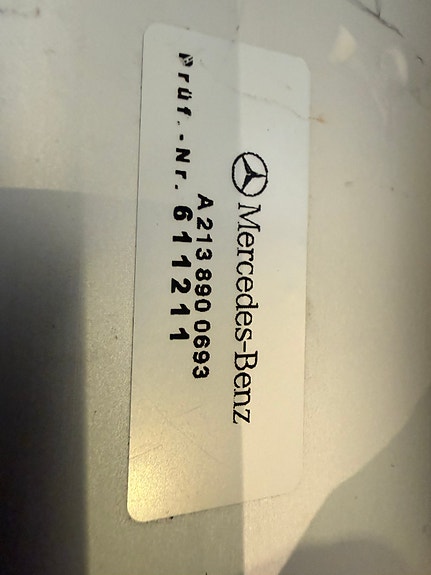 Mercedes-Benz
A 213 890 0693
Prüf.-Nr. 611211